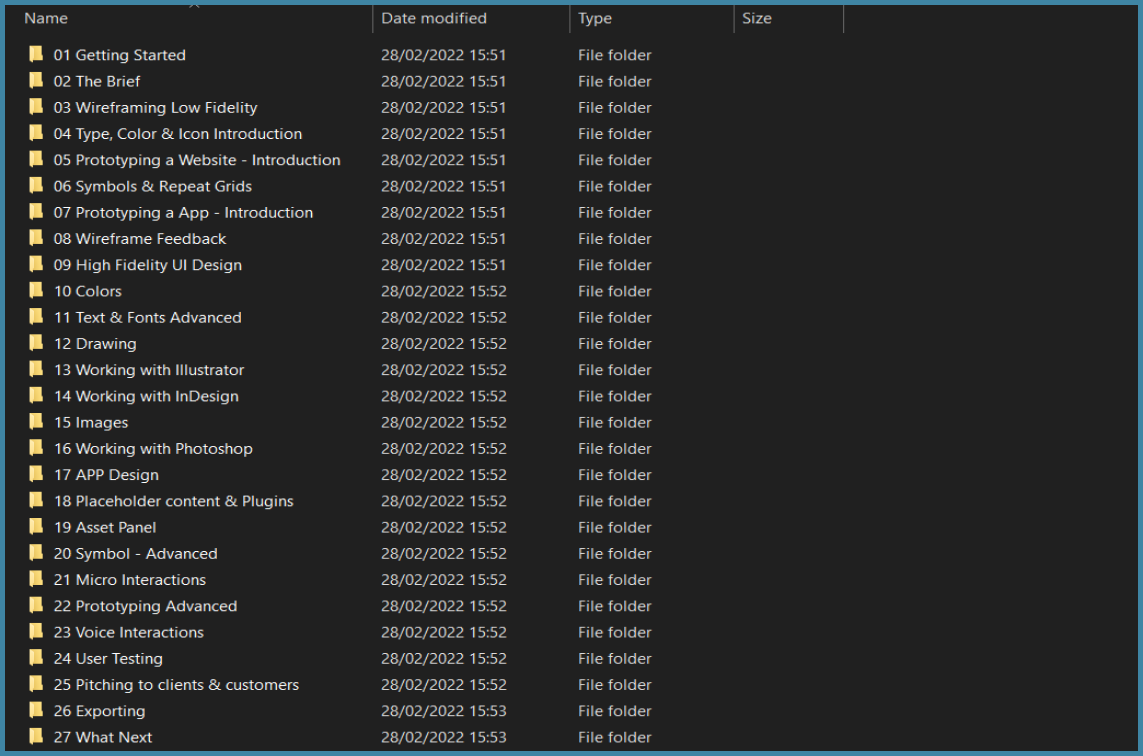 Name Date modified Type Size
01 Getting Started 28/02/2022 15:51 File folder
02 The Brief 28/02/2022 15:51 File folder
03 Wireframing Low Fidelity 28/02/2022 15:51 File folder
04 Type, Color & Icon Introduction 28/02/2022 15:51 File folder
05 Prototyping a Website - Introduction 28/02/2022 15:51 File folder
06 Symbols & Repeat Grids 28/02/2022 15:51 File folder
07 Prototyping a App - Introduction 28/02/2022 15:51 File folder
08 Wireframe Feedback 28/02/2022 15:51 File folder
09 High Fidelity UI Design 28/02/2022 15:51 File folder
10 Colors 28/02/2022 15:52 File folder
11 Text & Fonts Advanced 28/02/2022 15:52 File folder
12 Drawing 28/02/2022 15:52 File folder
13 Working with Illustrator 28/02/2022 15:52 File folder
14 Working with InDesign 28/02/2022 15:52 File folder
15 Images 28/02/2022 15:52 File folder
16 Working with Photoshop 28/02/2022 15:52 File folder
17 APP Design 28/02/2022 15:52 File folder
18 Placeholder content & Plugins 28/02/2022 15:52 File folder
19 Asset Panel 28/02/2022 15:52 File folder
20 Symbol - Advanced 28/02/2022 15:52 File folder
21 Micro Interactions 28/02/2022 15:52 File folder
22 Prototyping Advanced 28/02/2022 15:52 File folder
23 Voice Interactions 28/02/2022 15:52 File folder
24 User Testing 28/02/2022 15:52 File folder
25 Pitching to clients & customers 28/02/2022 15:52 File folder
26 Exporting 28/02/2022 15:53 File folder
27 What Next 28/02/2022 15:53 File folder